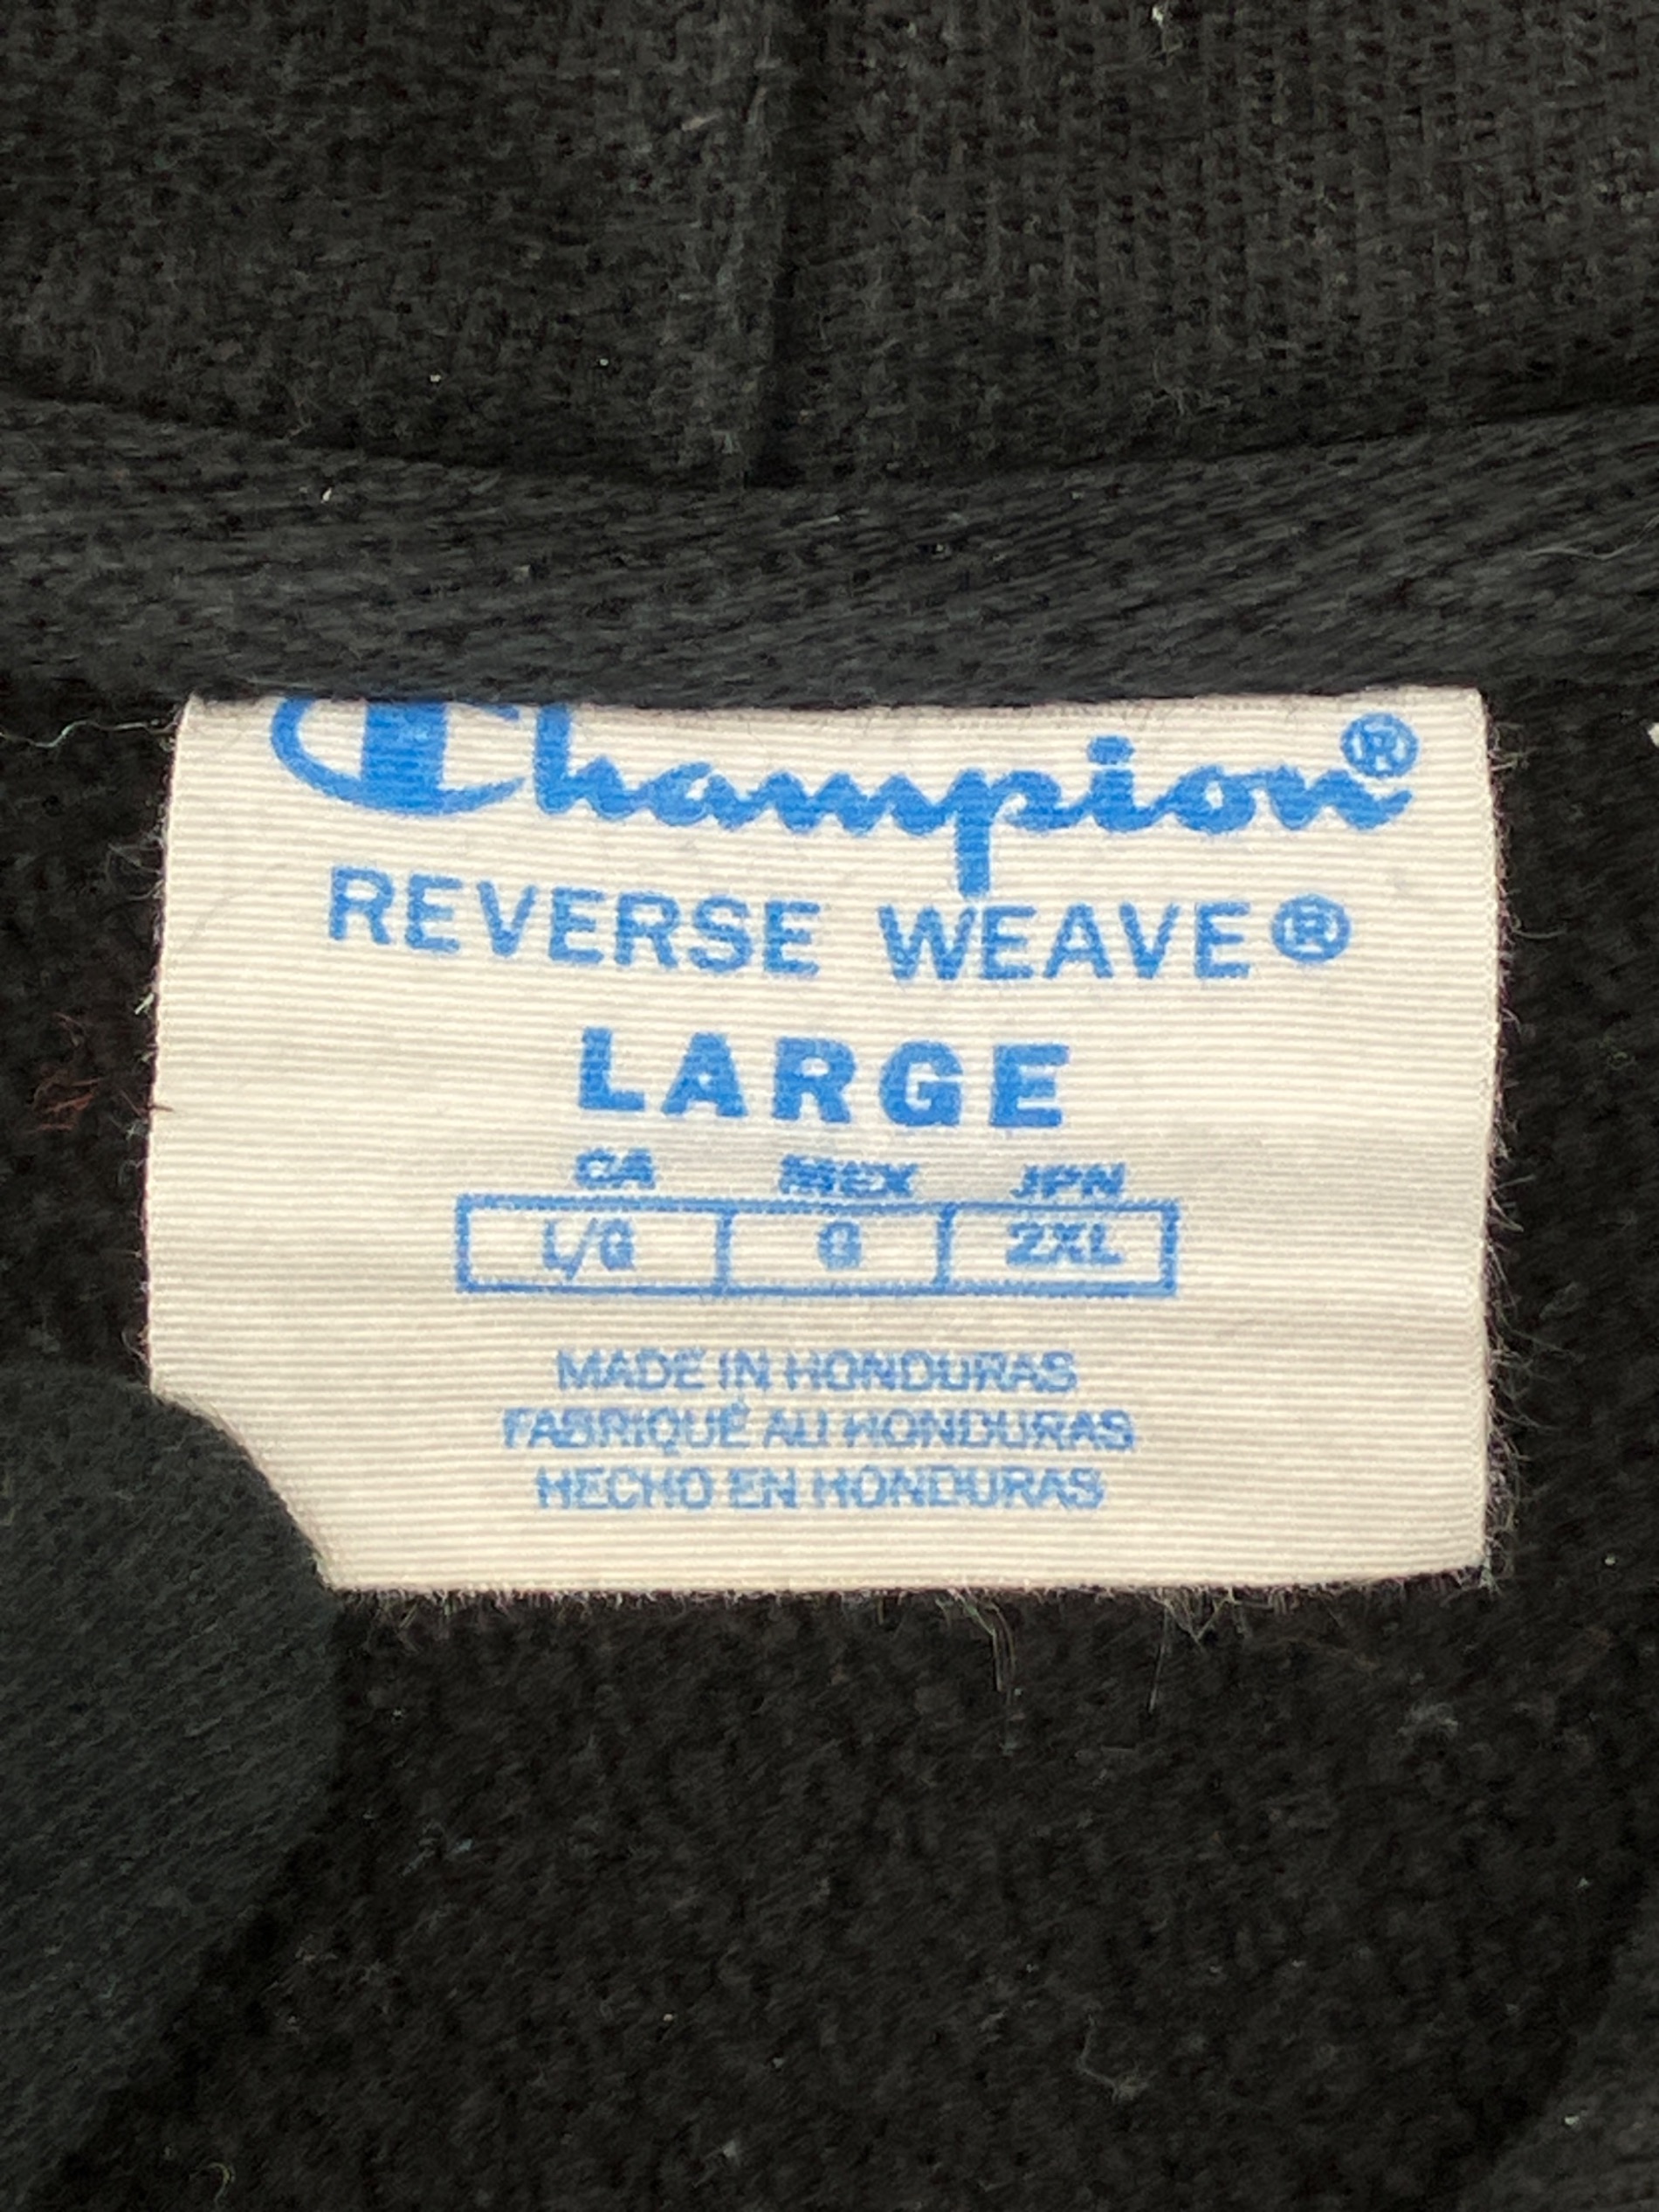 Champion®
REVERSE WEAVE®
LARGE
CA MEX JPN
L/G G 2XL
MADE IN HONDURAS
FABRIQUÉ AU HONDURAS
HECHO EN HONDURAS